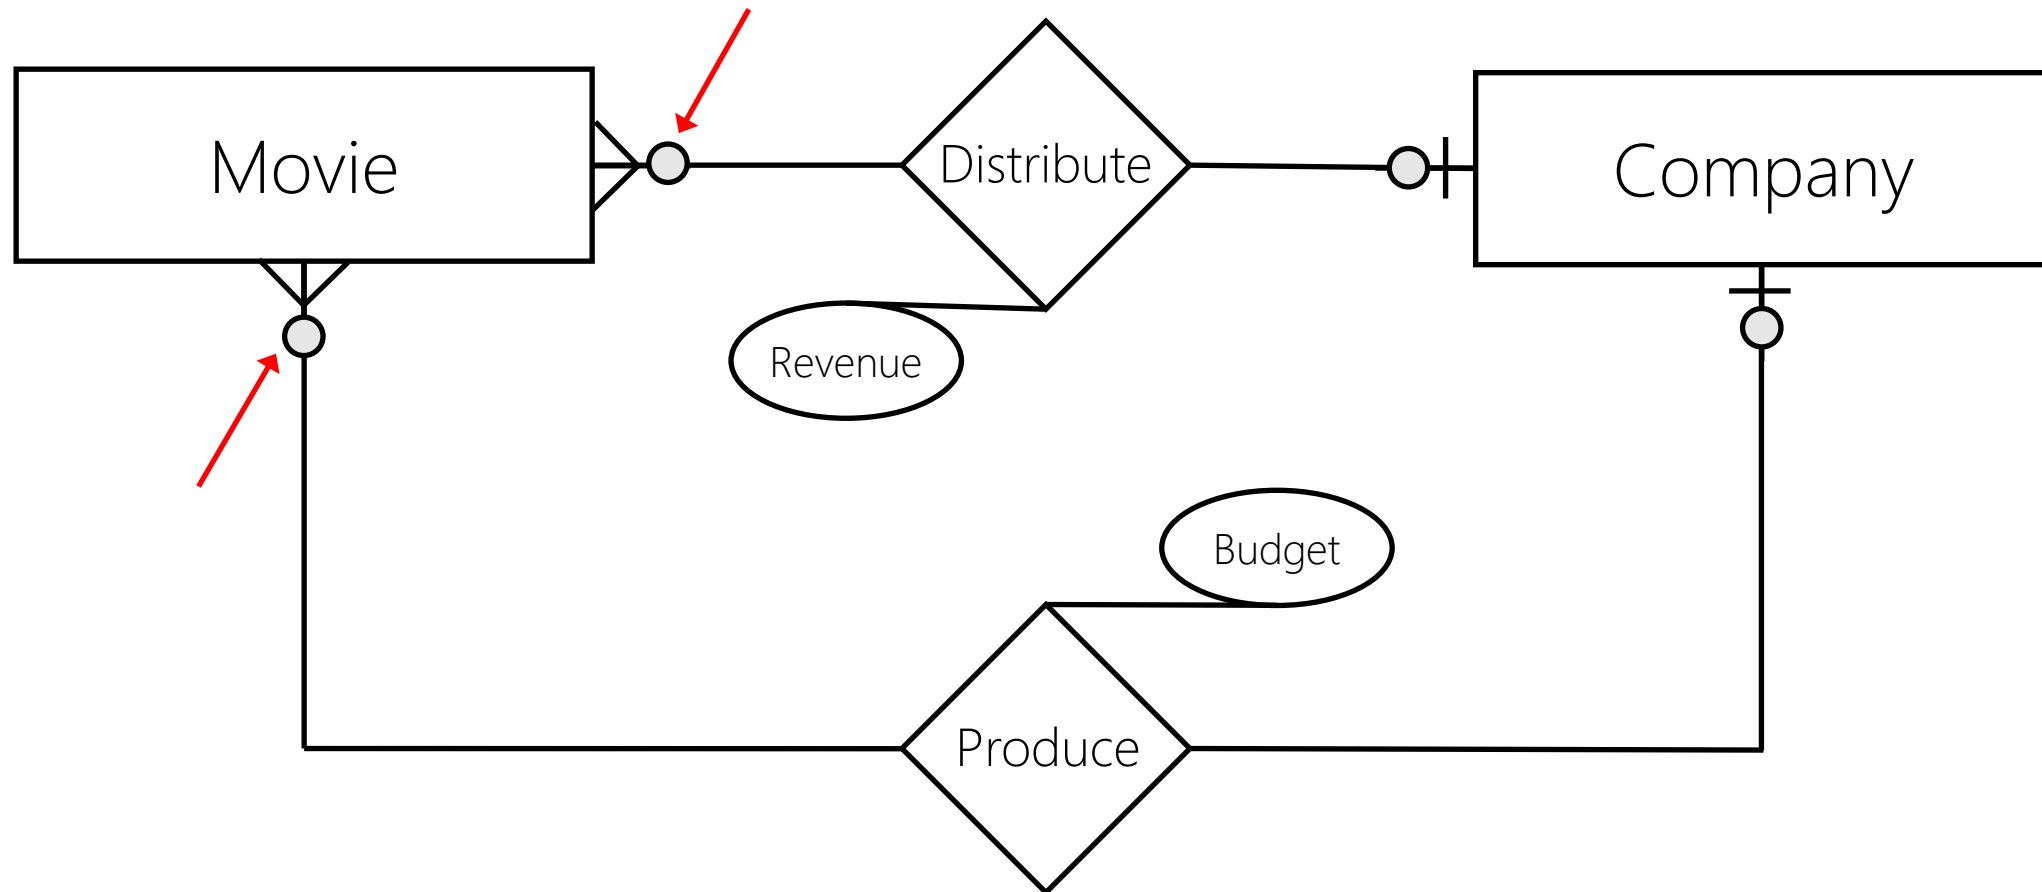 Movie
Distribute
Company
Revenue
Budget
Produce